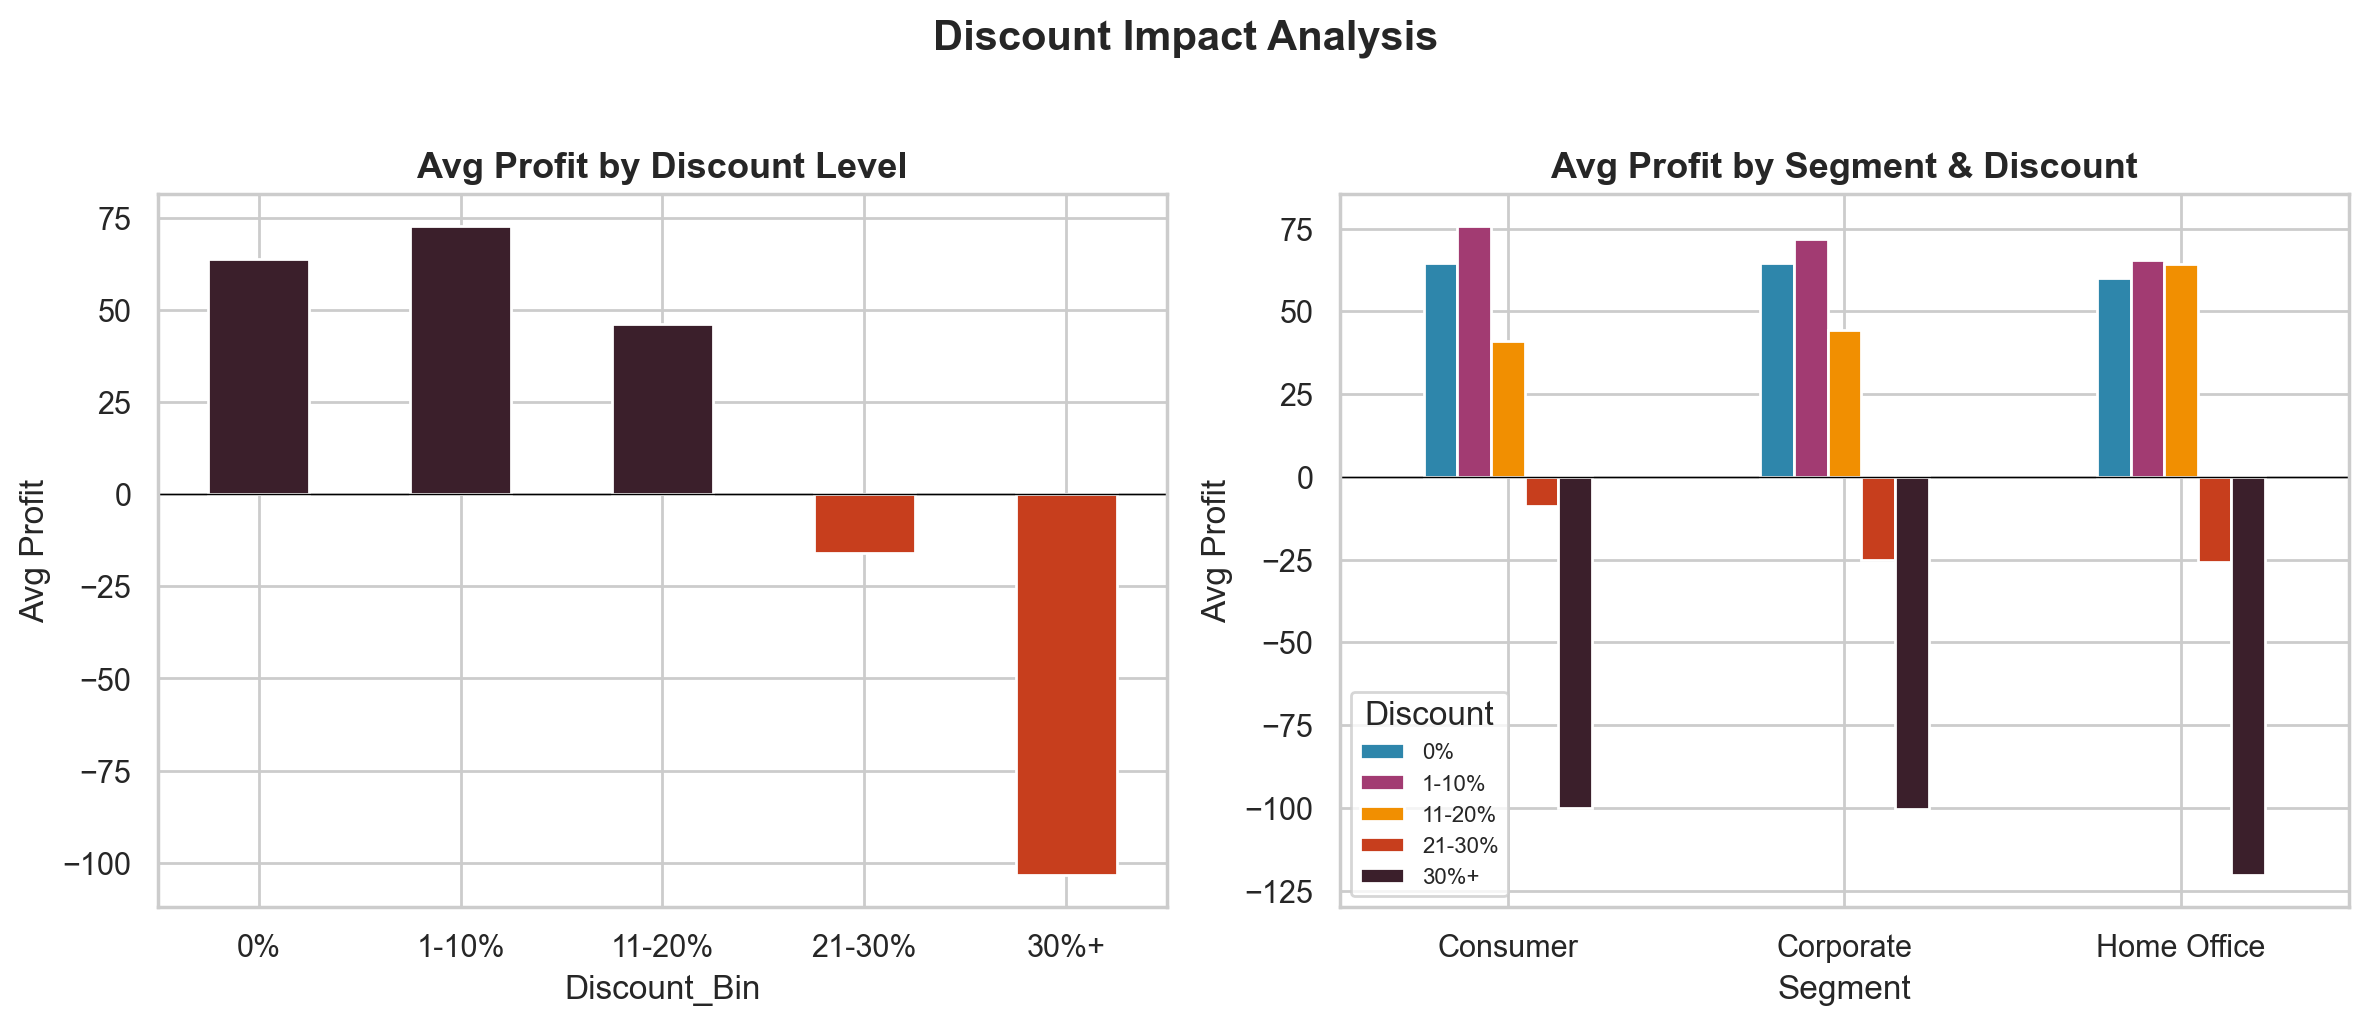 Discount Impact Analysis
Avg Profit by Discount Level
75
50
25
0
−25
−50
−75
−100
Avg Profit
0%
1-10%
11-20%
21-30%
30%+
Discount_Bin
Avg Profit by Segment & Discount
75
50
25
0
−25
−50
−75
−100
−125
Avg Profit
Discount
0%
1-10%
11-20%
21-30%
30%+
Consumer
Corporate
Home Office
Segment